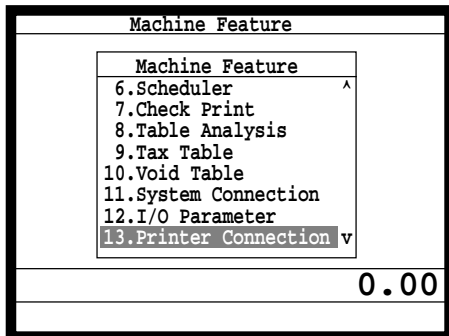 Machine Feature
Machine Feature
6.Scheduler ^
7.Check Print
8.Table Analysis
9.Tax Table
10.Void Table
11.System Connection
12.I/O Parameter
13.Printer Connection v
0.00